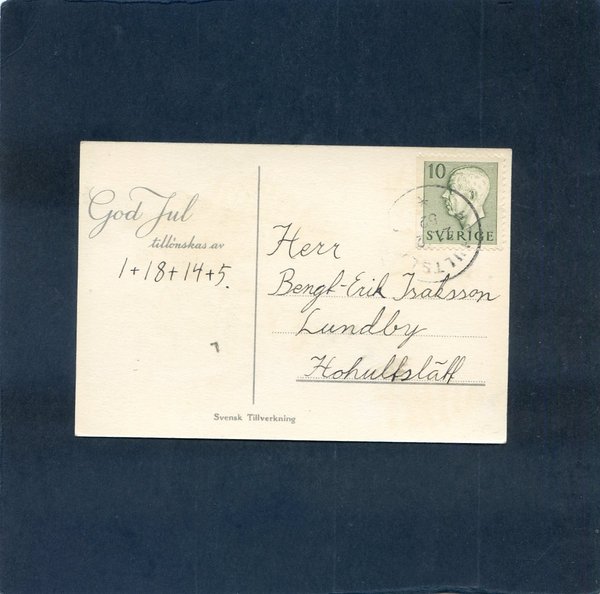 God Jul
tillönskas av
1+18+14+5.
10
SVERIGE
Herr
Bengt-Erik Isaksson
Lundby
Hohultslätt
Svensk Tillverkning